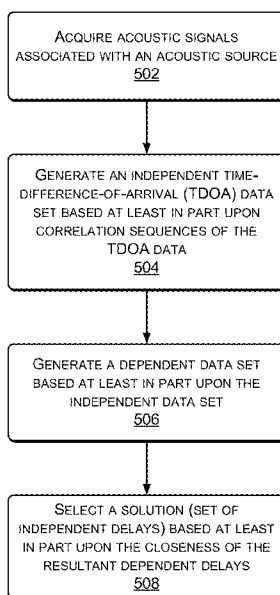 ACQUIRE ACOUSTIC SIGNALS
ASSOCIATED WITH AN ACOUSTIC SOURCE
502
GENERATE AN INDEPENDENT TIME-
DIFFERENCE-OF-ARRIVAL (TDOA) DATA
SET BASED AT LEAST IN PART UPON
CORRELATION SEQUENCES OF THE
TDOA DATA
504
GENERATE A DEPENDENT DATA SET
BASED AT LEAST IN PART UPON THE
INDEPENDENT DATA SET
506
SELECT A SOLUTION (SET OF
INDEPENDENT DELAYS) BASED AT LEAST
IN PART UPON THE CLOSENESS OF THE
RESULTANT DEPENDENT DELAYS
508